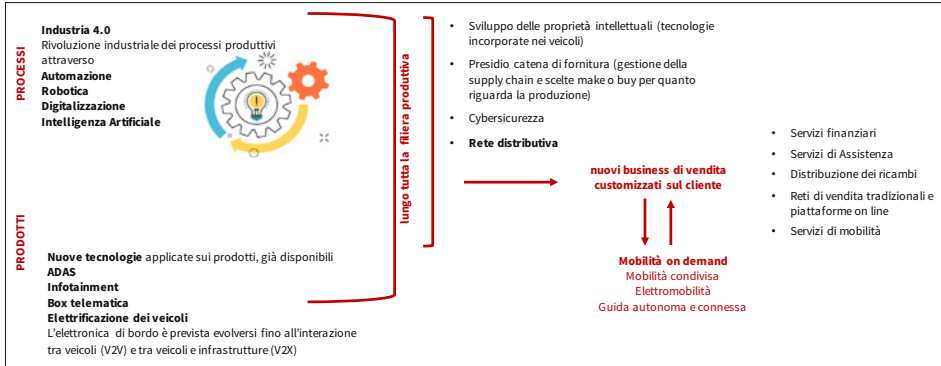 PROCESSI
Industria 4.0
Rivoluzione industriale dei processi produttivi
attraverso
Automazione
Robotica
Digitalizzazione
Intelligenza Artificiale
PRODOTTI
Nuove tecnologie applicate sui prodotti, già disponibili
ADAS
Infotainment
Box telematica
Elettrificazione dei veicoli
L'elettronica di bordo è prevista evolversi fino all'interazione
tra veicoli (V2V) e tra veicoli e infrastrutture (V2X)
lungo tutta la filiera produttiva
• Sviluppo delle proprietà intellettuali (tecnologie
incorporate nei veicoli)
• Presidio catena di fornitura (gestione della
supply chain e scelte make o buy per quanto
riguarda la produzione)
• Cybersicurezza
• Rete distributiva
nuovi business di vendita
customizzati sul cliente
Mobilità on demand
Mobilità condivisa
Elettromobilità
Guida autonoma e connessa
• Servizi finanziari
• Servizi di Assistenza
• Distribuzione dei ricambi
• Reti di vendita tradizionali e
piattaforme on line
• Servizi di mobilità